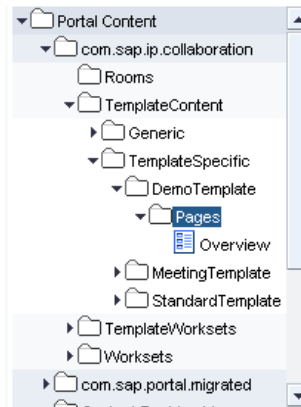 Portal Content
com.sap.ip.collaboration
Rooms
TemplateContent
Generic
TemplateSpecific
DemoTemplate
Pages
Overview
MeetingTemplate
StandardTemplate
TemplateWorksets
Worksets
com.sap.portal.migrated